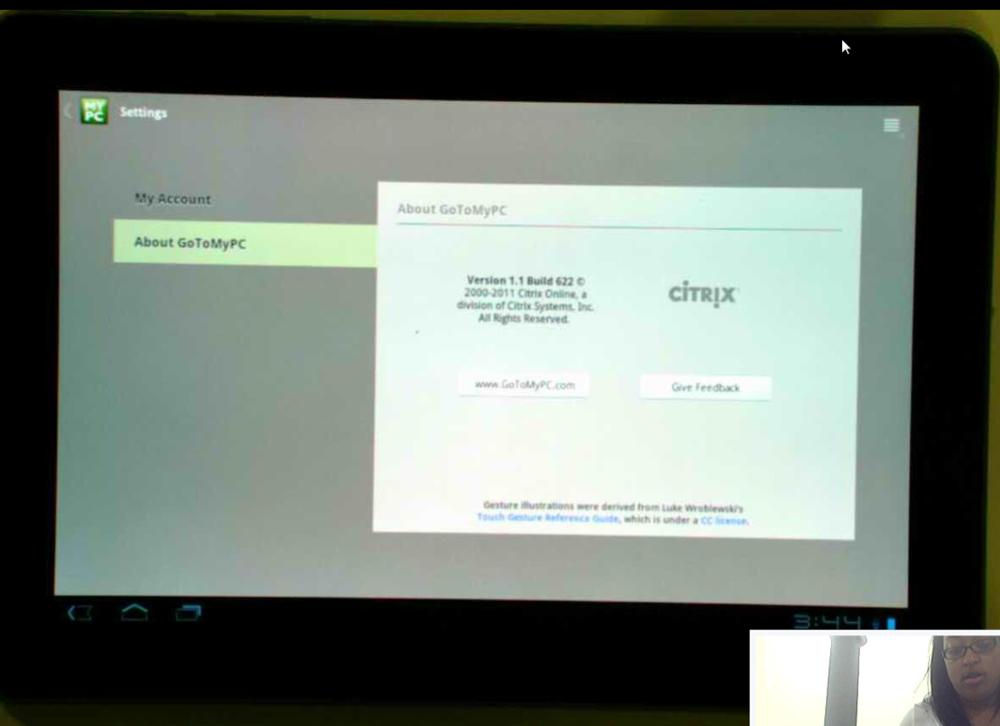 MY
PC
Settings
My Account
About GoToMyPC
About GoToMyPC
Version 1.1 Build 622 ©
2000-2011 Citrix Online, a
division of Citrix Systems, Inc.
All Rights Reserved.
CİTRIX
www.GoToMyPC.com
Give Feedback
Gesture illustrations were derived from Luke Wroblewski's
Touch Gesture Reference Guide, which is under a CC license.
3:44